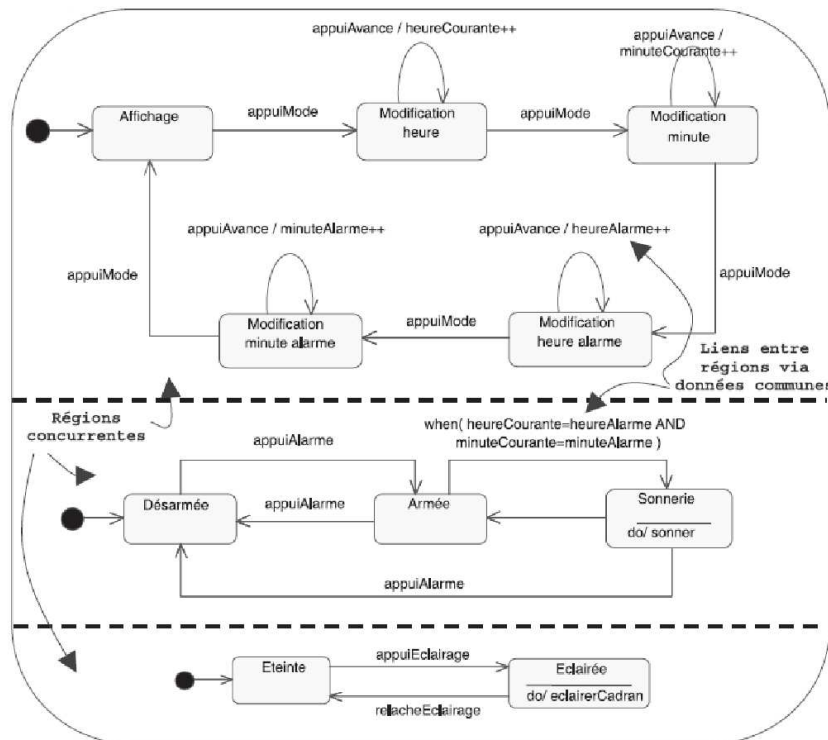 appuiAvance / heureCourante++
appuiAvance /
minuteCourante++
Affichage
appuiMode
Modification
heure
appuiMode
Modification
minute
appuiAvance / minuteAlarme++
appuiAvance / heureAlarme++
appuiMode
appuiMode
Modification
minute alarme
appuiMode
Modification
heure alarme
Liens entre
régions via
données communes
Régions
concurrentes
when( heureCourante=heureAlarme AND
minuteCourante=minuteAlarme )
appuiAlarme
Désarmée
appuiAlarme
Armée
Sonnerie
do/ sonner
appuiAlarme
Eteinte
appuiEclairage
Eclairée
do/ eclairerCadran
relacheEclairage